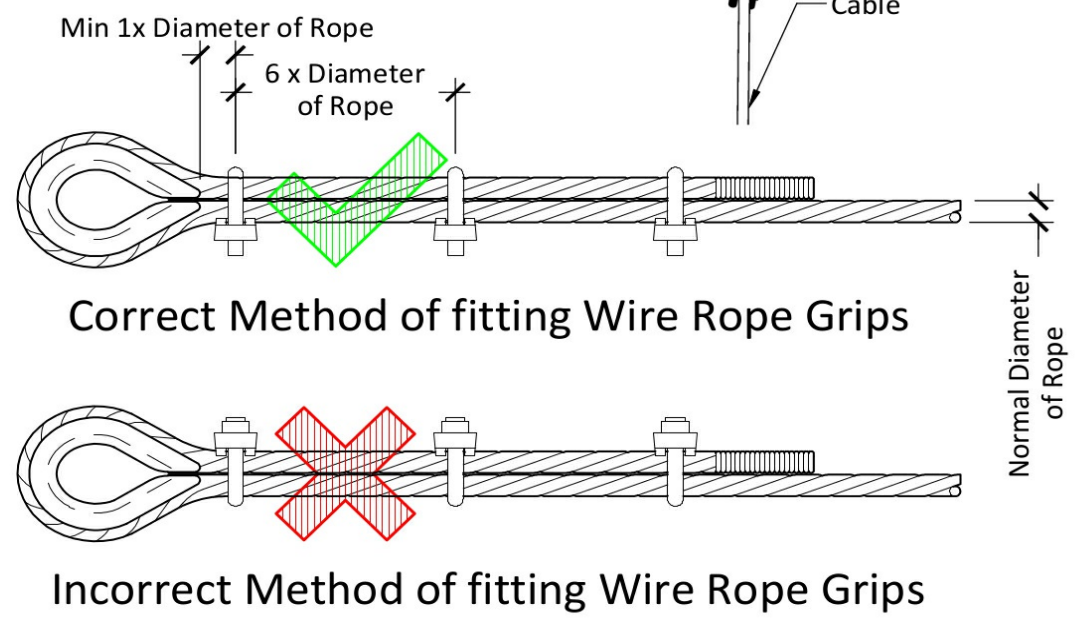 Cable
Min 1x Diameter of Rope
6 x Diameter
of Rope
Correct Method of fitting Wire Rope Grips
Normal Diameter
of Rope
Incorrect Method of fitting Wire Rope Grips